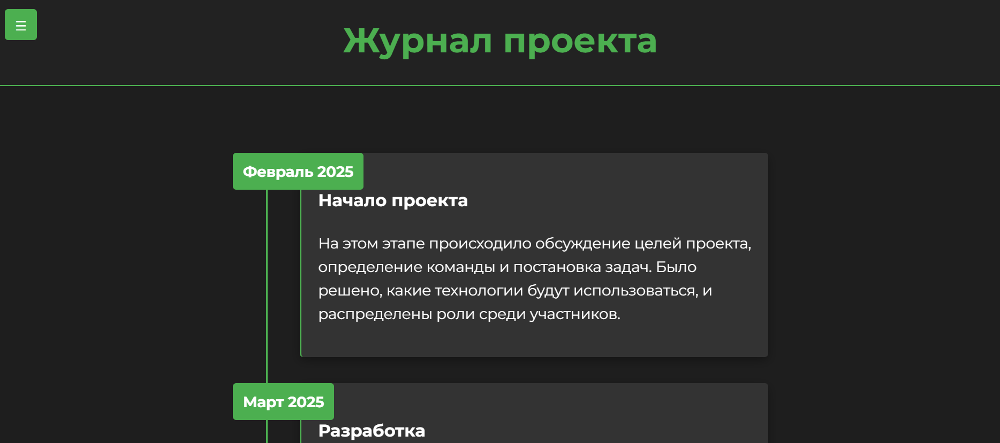 Журнал проекта
Февраль 2025
Начало проекта
На этом этапе происходило обсуждение целей проекта,
определение команды и постановка задач. Было
решено, какие технологии будут использоваться, и
распределены роли среди участников.
Март 2025
Разработка